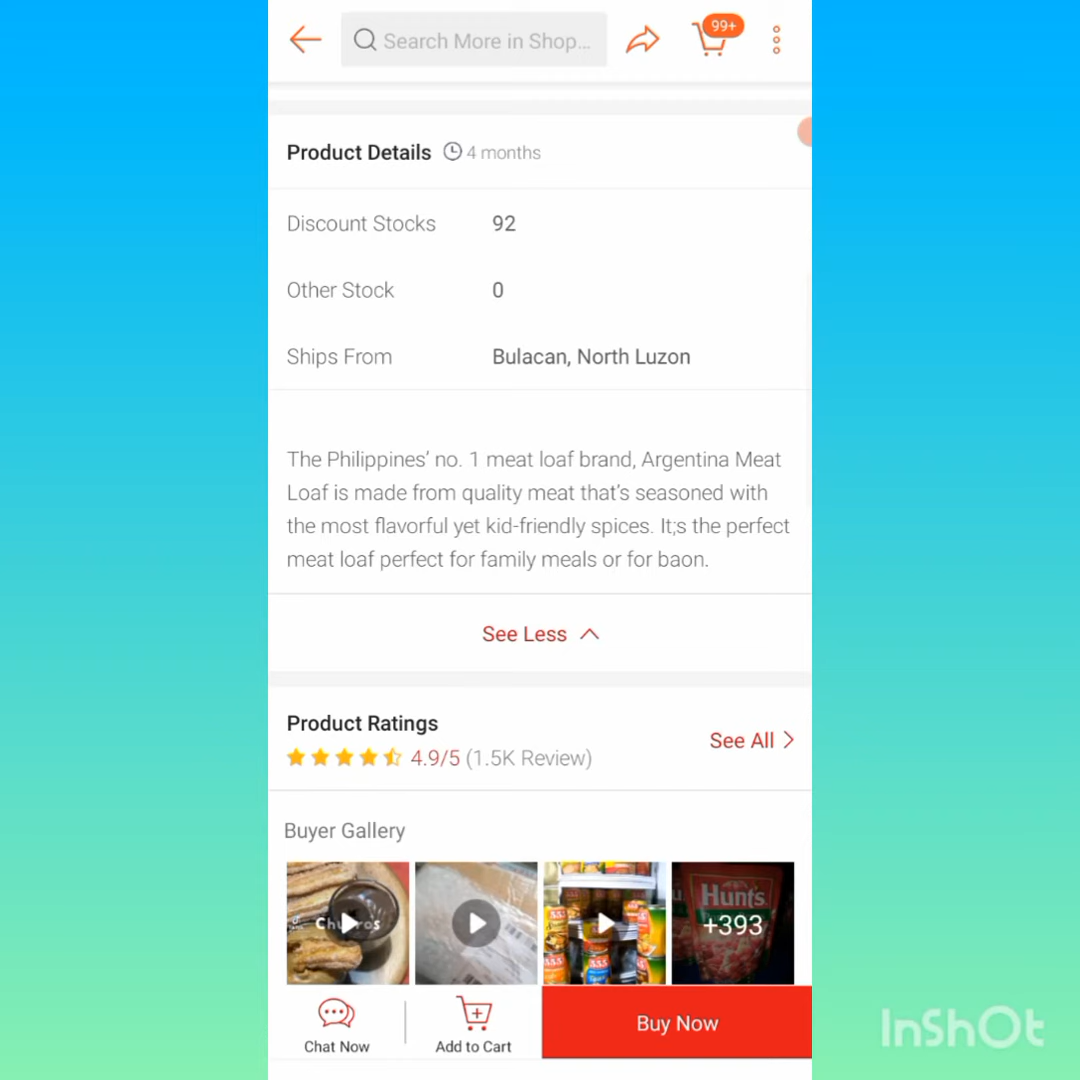 Search More in Shop...
99+
Product Details 4 months
Discount Stocks 92
Other Stock 0
Ships From Bulacan, North Luzon
The Philippines' no. 1 meat loaf brand, Argentina Meat
Loaf is made from quality meat that's seasoned with
the most flavorful yet kid-friendly spices. It;s the perfect
meat loaf perfect for family meals or for baon.
See Less
Product Ratings
See All
4.9/5 (1.5K Review)
Buyer Gallery
Churros
555
555
Hunt's
+393
Chat Now
Add to Cart
Buy Now
InShOt